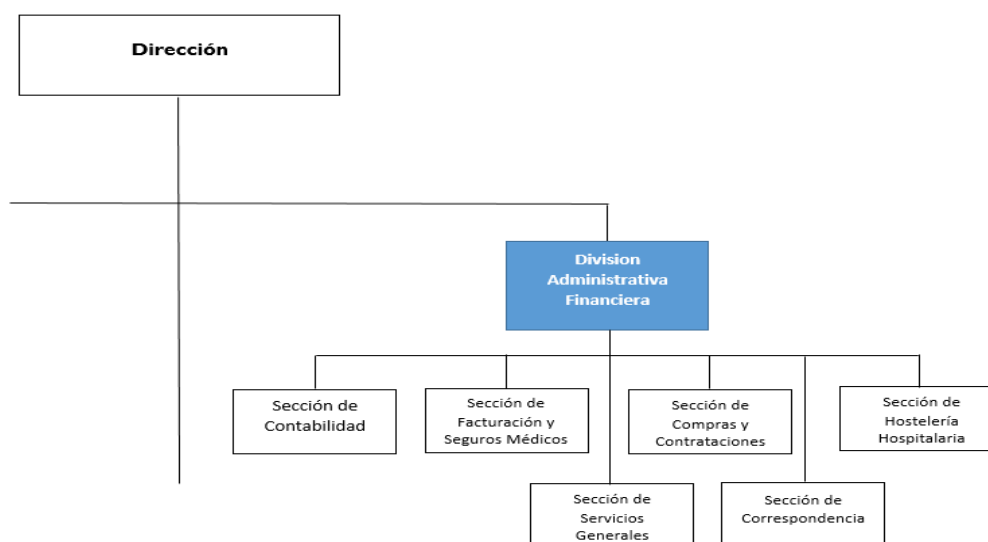 Dirección
Division
Administrativa
Financiera
Sección de
Contabilidad
Sección de
Facturación y
Seguros Médicos
Sección de
Compras y
Contrataciones
Sección de
Hostelería
Hospitalaria
Sección de
Servicios
Generales
Sección de
Correspondencia